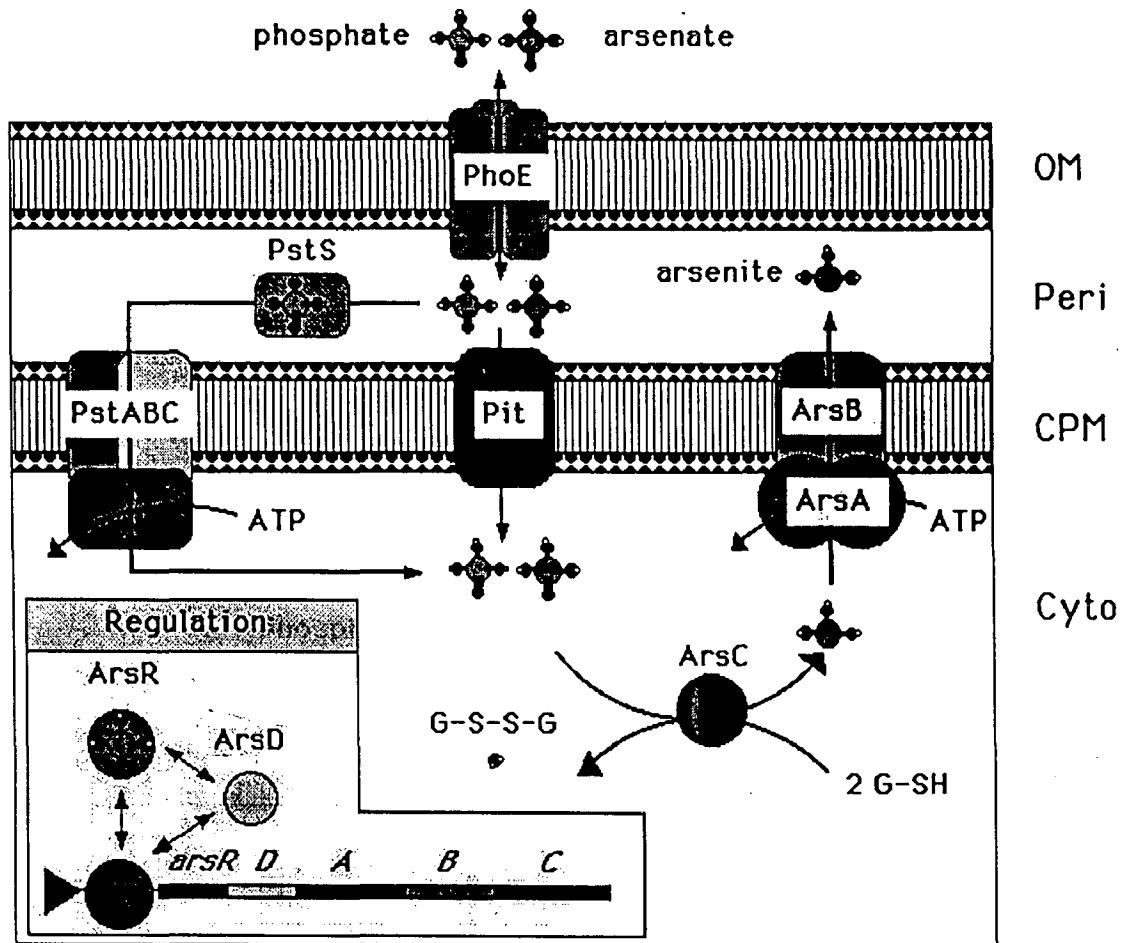 phosphate arsenate
OM
PhoE
PstS
arsenite
Peri
PstABC
Pit
ArsB
CPM
ArsA
ATP
ATP
Cyto
Regulation
ArsR
ArsC
G-S-S-G
ArsD
2 G-SH
arsR D A B C